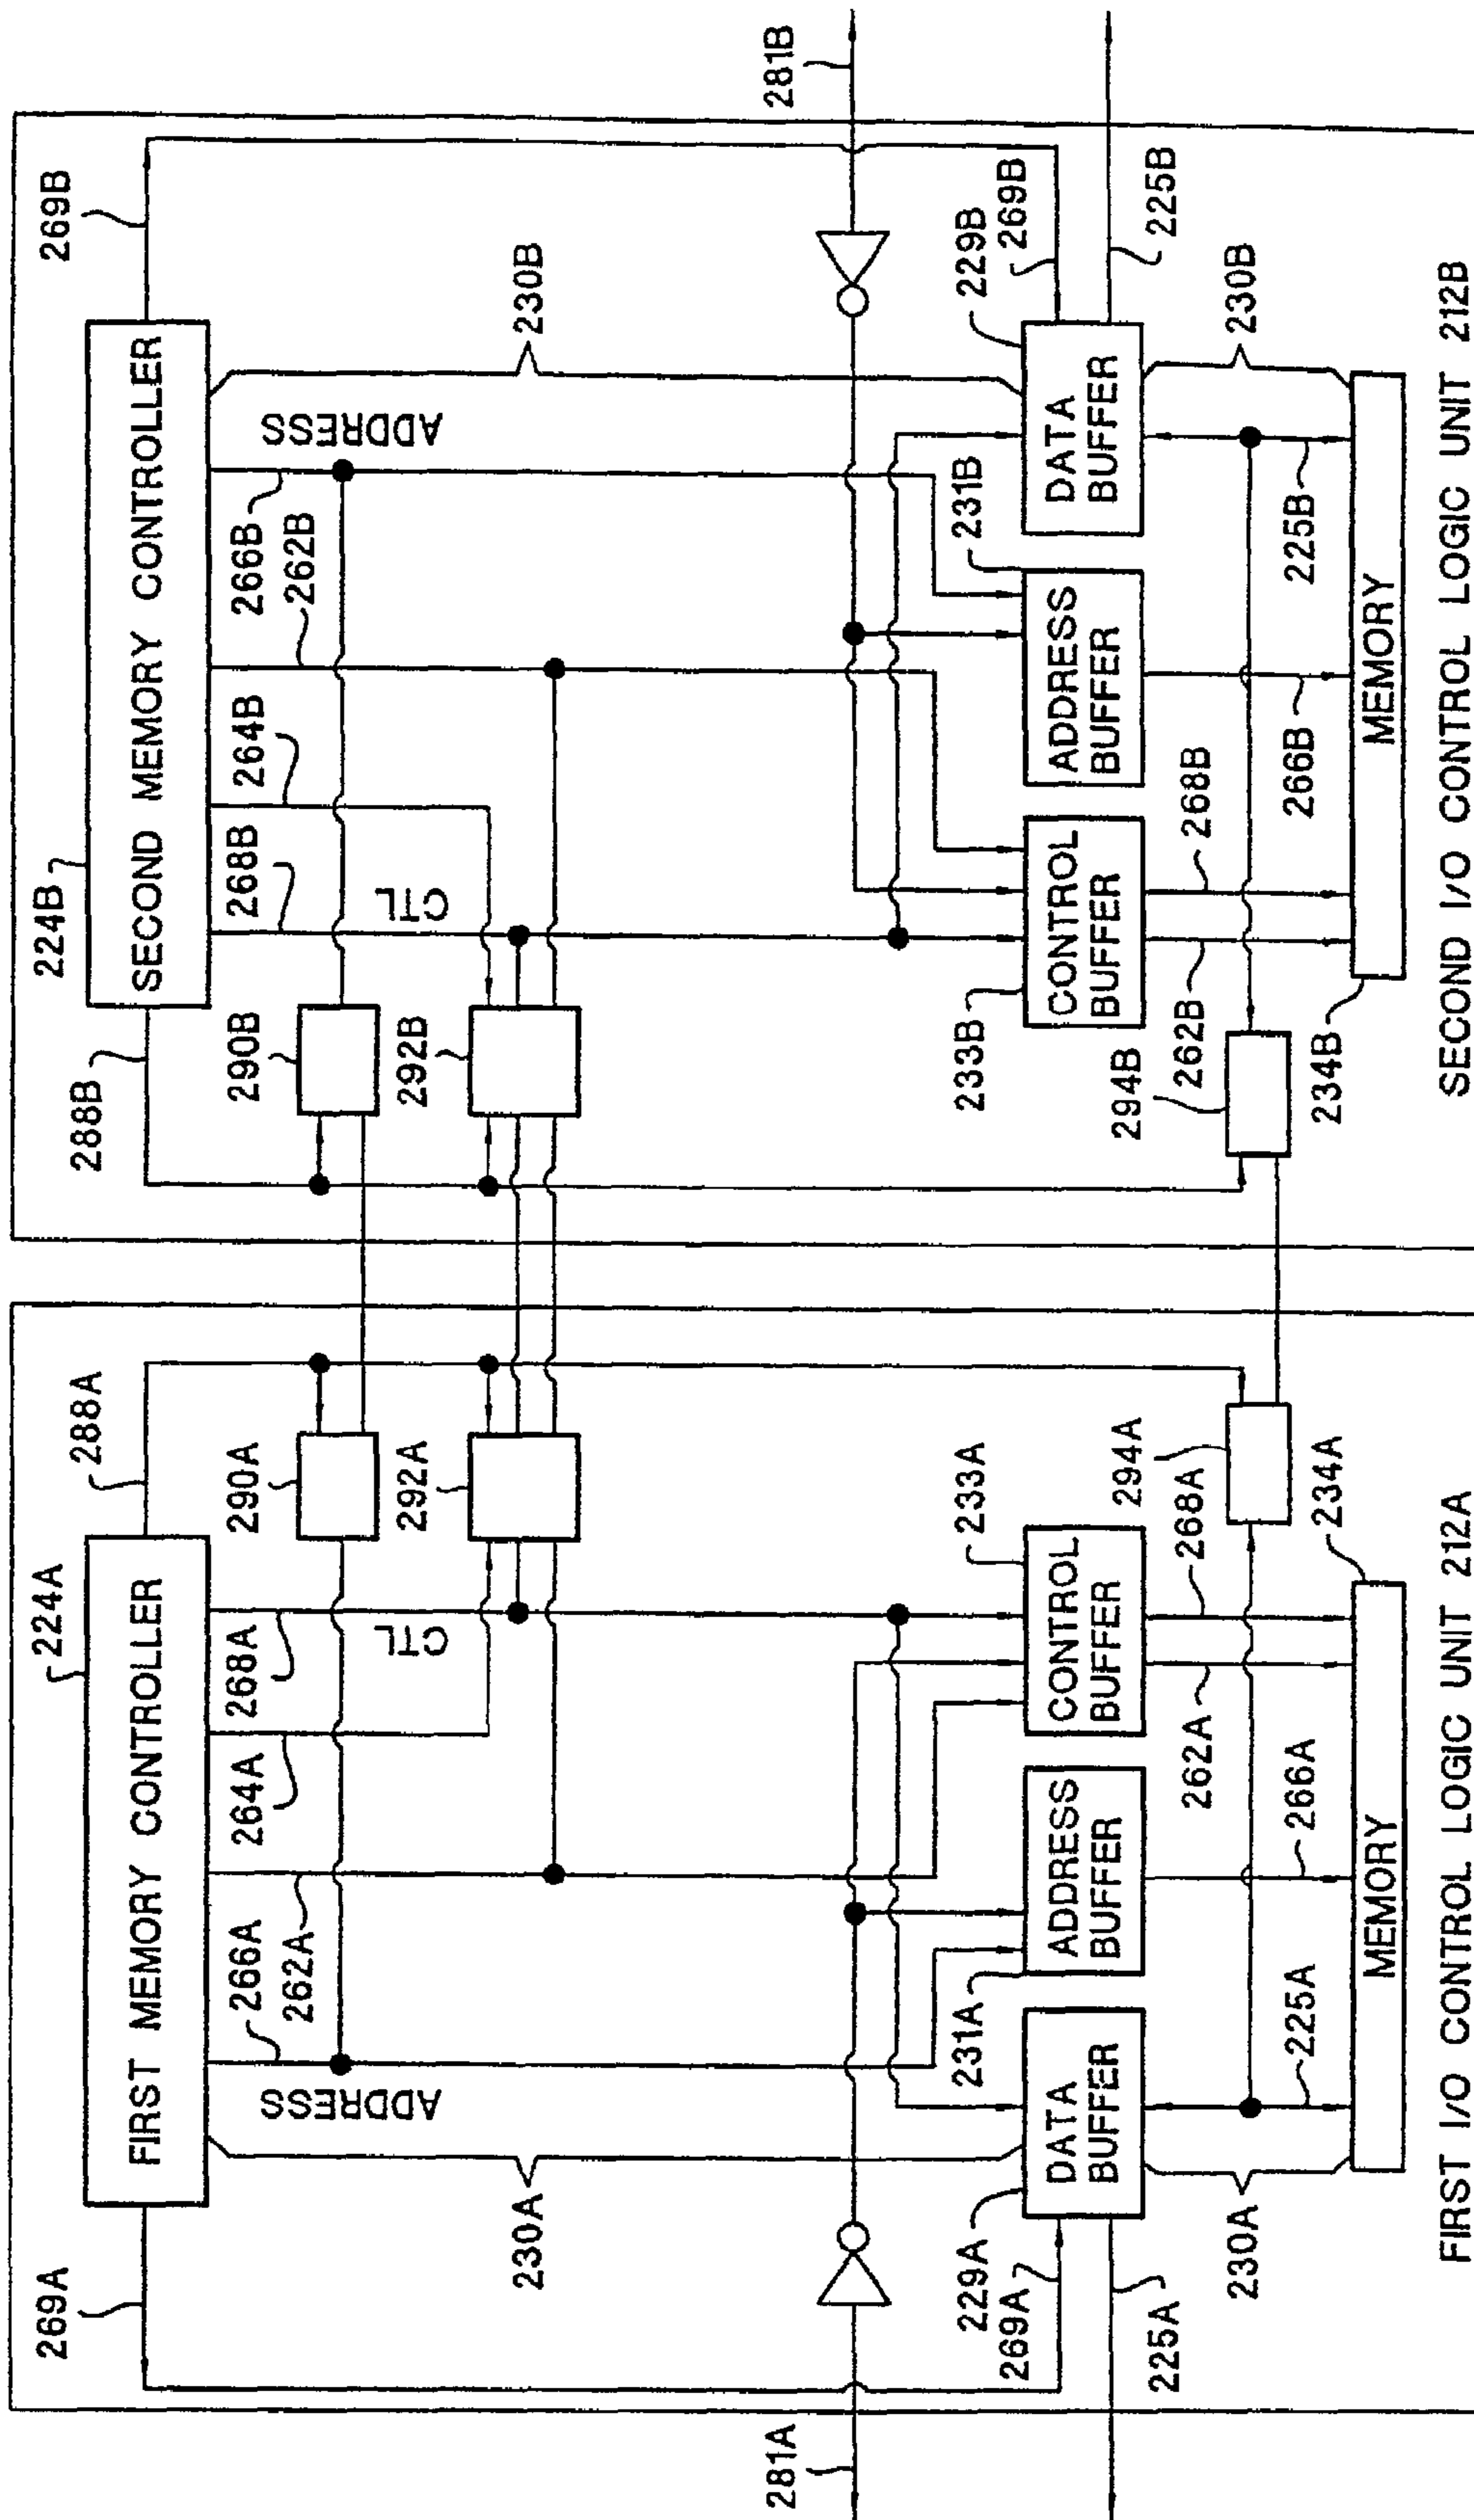 269A
224A
288A
288B
224B
269B
FIRST MEMORY CONTROLLER
SECOND MEMORY CONTROLLER
266A
262A
264A
268A
290A
290B
268B
264B
266B
262B
ADDRESS
CTL
CTL
ADDRESS
292A
292B
230A
230B
281A
281B
229A
269A
231A
233A
233B
231B
229B
269B
DATA
BUFFER
ADDRESS
BUFFER
CONTROL
BUFFER
CONTROL
BUFFER
ADDRESS
BUFFER
DATA
BUFFER
225A
294A
294B
225B
262A
268A
262B
268B
230A
225A
266A
234A
234B
266B
225B
230B
MEMORY
MEMORY
FIRST I/O CONTROL LOGIC UNIT 212A
SECOND I/O CONTROL LOGIC UNIT 212B